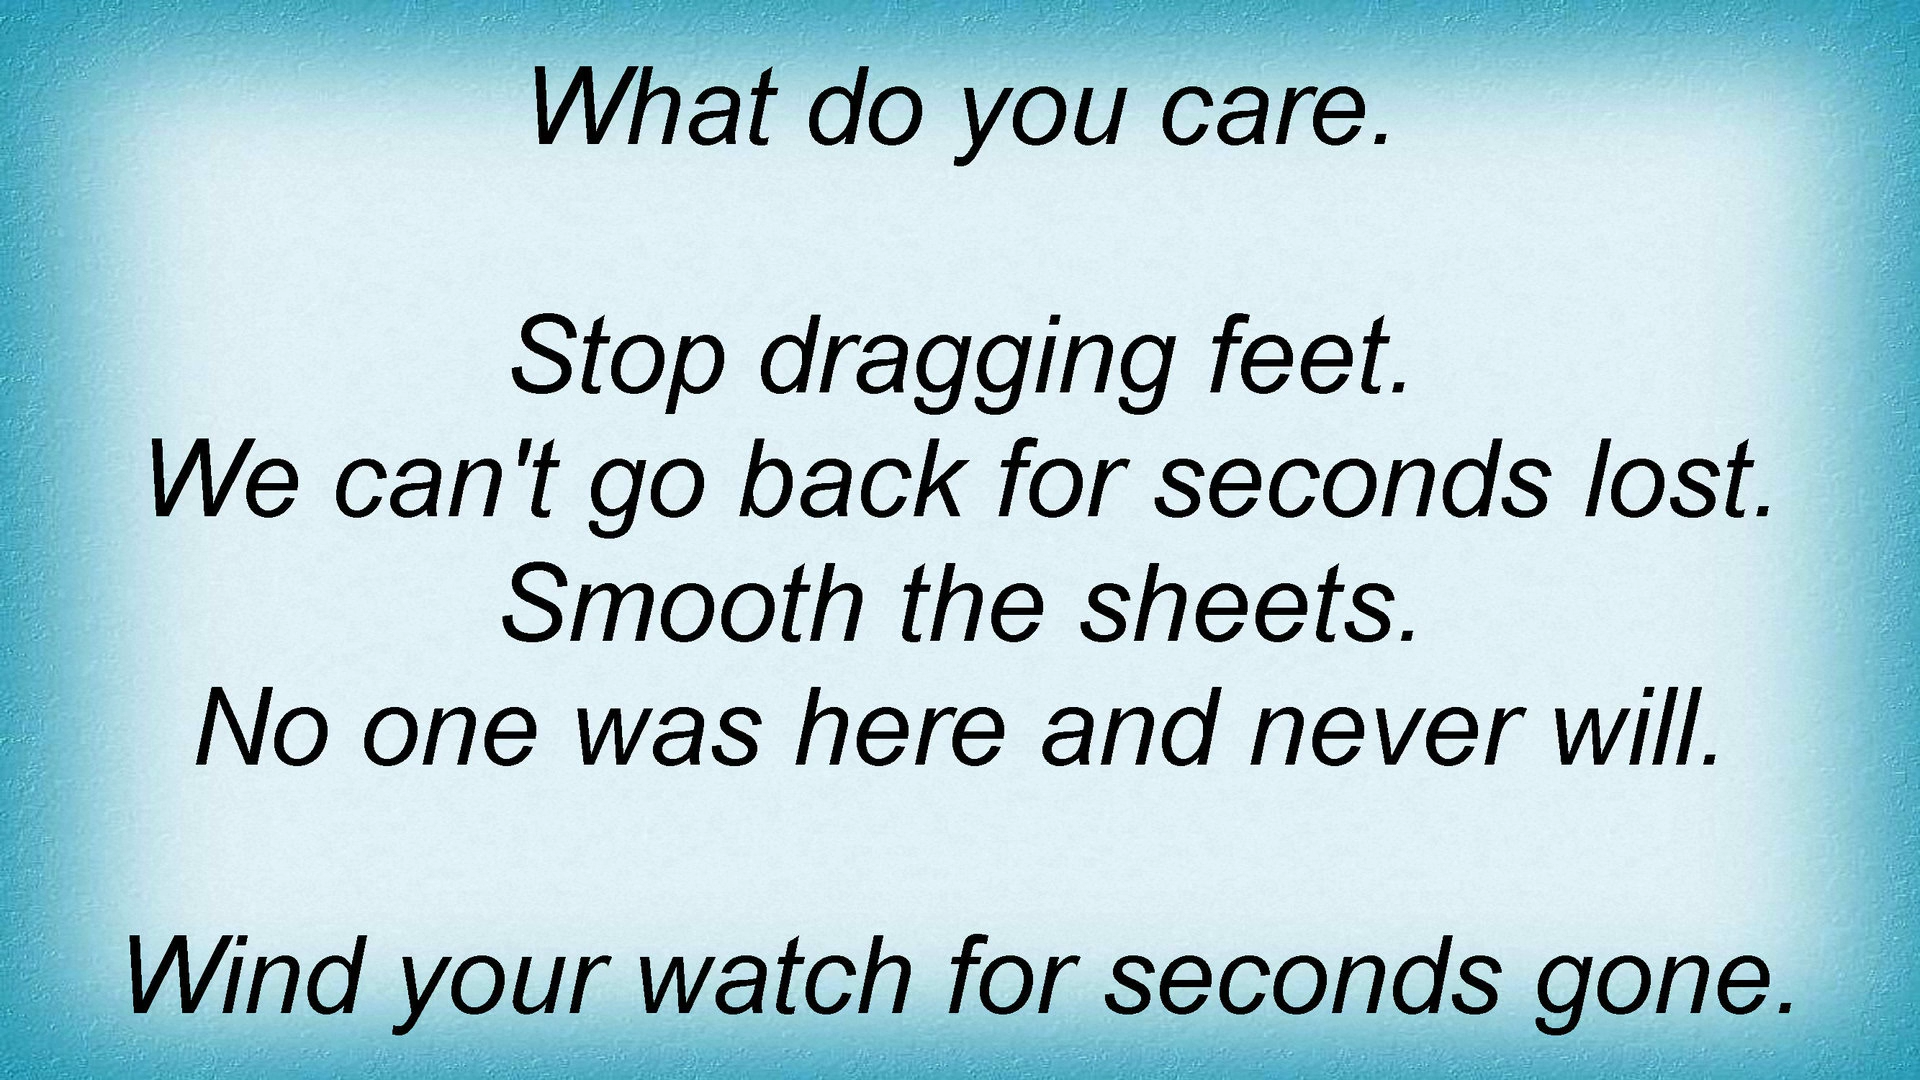 What do you care.
Stop dragging feet.
We can't go back for seconds lost.
Smooth the sheets.
No one was here and never will.
Wind your watch for seconds gone.